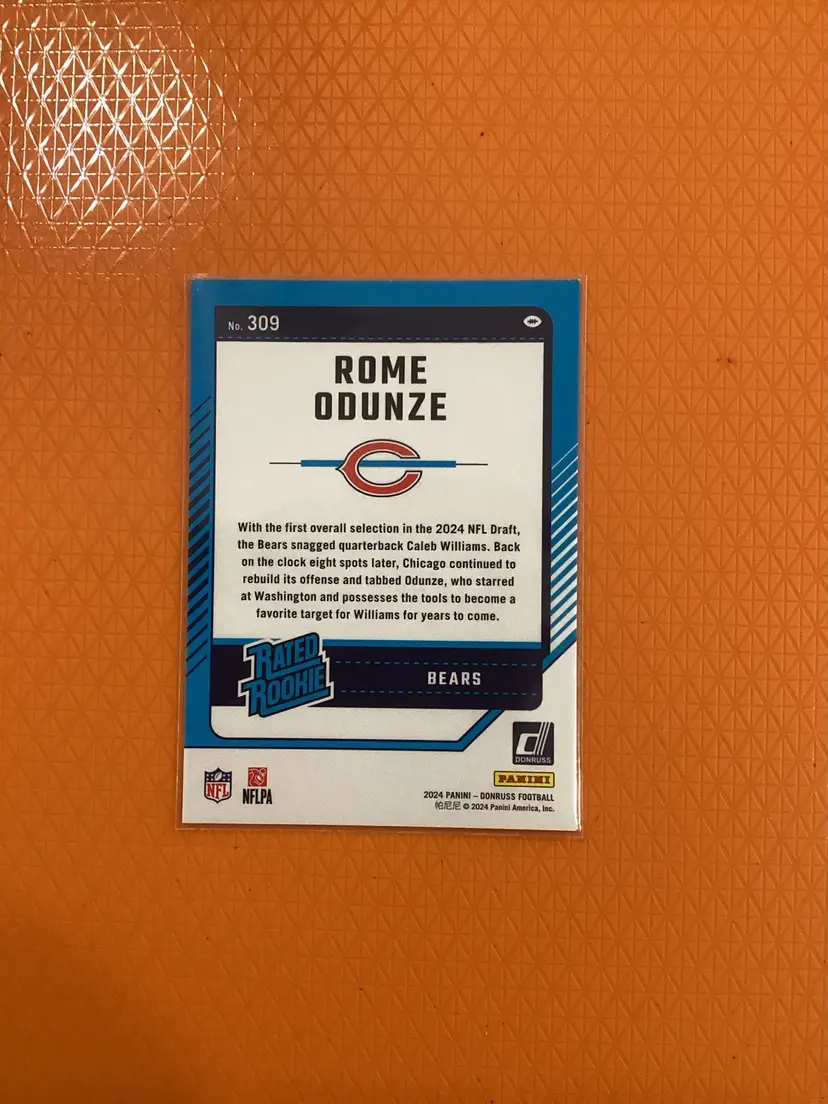 No. 309
ROME
ODUNZE
With the first overall selection in the 2024 NFL Draft,
the Bears snagged quarterback Caleb Williams. Back
on the clock eight spots later, Chicago continued to
rebuild its offense and tabbed Odunze, who starred
at Washington and possesses the tools to become a
favorite target for Williams for years to come.
RATED
ROOKIE
BEARS
DONRUSS
PANINI
NFL
NFLPA
2024 PANINI – DONRUSS FOOTBALL
帕尼尼 © 2024 Panini America, Inc.